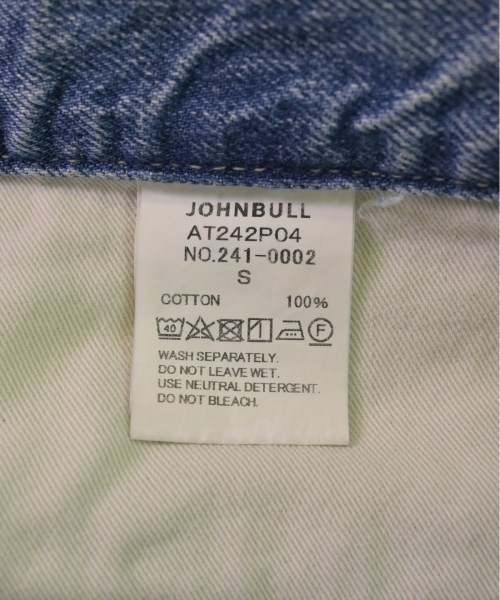 JOHNBULL
AT242P04
NO.241-0002
S
COTTON 100%
40 F
WASH SEPARATELY.
DO NOT LEAVE WET.
USE NEUTRAL DETERGENT.
DO NOT BLEACH.